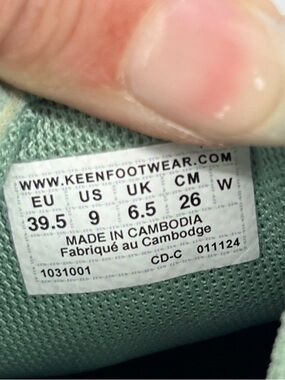 WWW.KEENFOOTWEAR.COM
EU US UK CM W
39.5 9 6.5 26
MADE IN CAMBODIA
Fabriqué au Cambodge
1031001 CD-C 011124